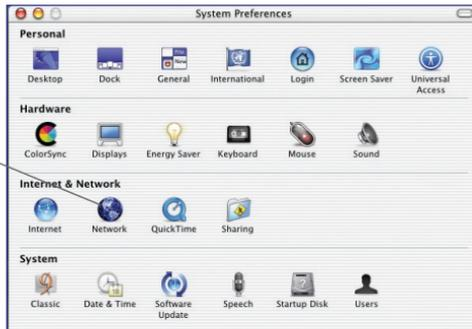 System Preferences
Personal
Desktop Dock General International Login Screen Saver Universal
Access
Hardware
ColorSync Displays Energy Saver Keyboard Mouse Sound
Internet & Network
Internet Network QuickTime Sharing
System
Classic Date & Time Software Speech Startup Disk Users
Update